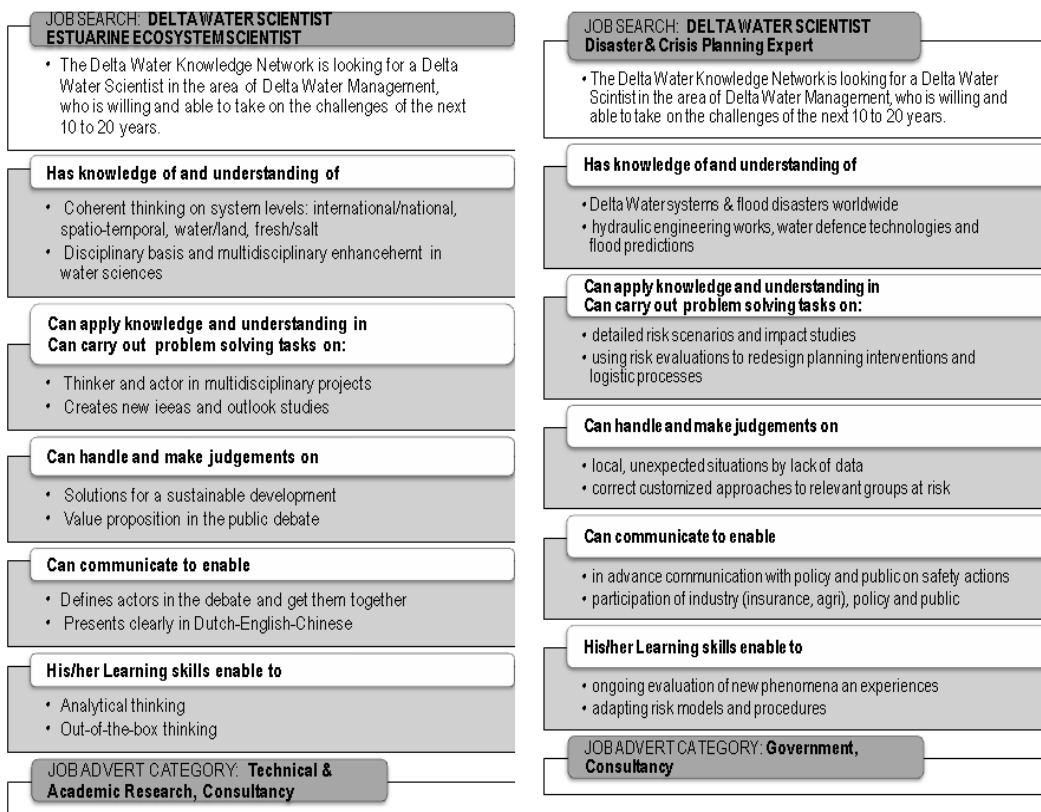 JOB SEARCH: DELTA WATER SCIENTIST
ESTUARINE ECOSYSTEM SCIENTIST
• The Delta Water Knowledge Network is looking for a Delta
Water Scientist in the area of Delta Water Management,
who is willing and able to take on the challenges of the next
10 to 20 years.
Has knowledge of and understanding of
• Coherent thinking on system levels: international/national,
spatio-temporal, water/land, fresh/salt
• Disciplinary basis and multidisciplinary enhancehemt in
water sciences
Can apply knowledge and understanding in
Can carry out problem solving tasks on:
• Thinker and actor in multidisciplinary projects
• Creates new ieeas and outlook studies
Can handle and make judgements on
• Solutions for a sustainable development
• Value proposition in the public debate
Can communicate to enable
• Defines actors in the debate and get them together
• Presents clearly in Dutch-English-Chinese
His/her Learning skills enable to
• Analytical thinking
• Out-of-the-box thinking
JOB ADVERT CATEGORY: Technical &
Academic Research, Consultancy
JOB SEARCH: DELTA WATER SCIENTIST
Disaster & Crisis Planning Expert
• The Delta Water Knowledge Network is looking for a Delta Water
Scintist in the area of Delta Water Management, who is willing and
able to take on the challenges of the next 10 to 20 years.
Has knowledge of and understanding of
• Delta Water systems & flood disasters worldwide
• hydraulic engineering works, water defence technologies and
flood predictions
Can apply knowledge and understanding in
Can carry out problem solving tasks on:
• detailed risk scenarios and impact studies
• using risk evaluations to redesign planning interventions and
logistic processes
Can handle and make judgements on
• local, unexpected situations by lack of data
• correct customized approaches to relevant groups at risk
Can communicate to enable
• in advance communication with policy and public on safety actions
• participation of industry (insurance, agri), policy and public
His/her Learning skills enable to
• ongoing evaluation of new phenomena an experiences
• adapting risk models and procedures
JOB ADVERT CATEGORY: Government,
Consultancy